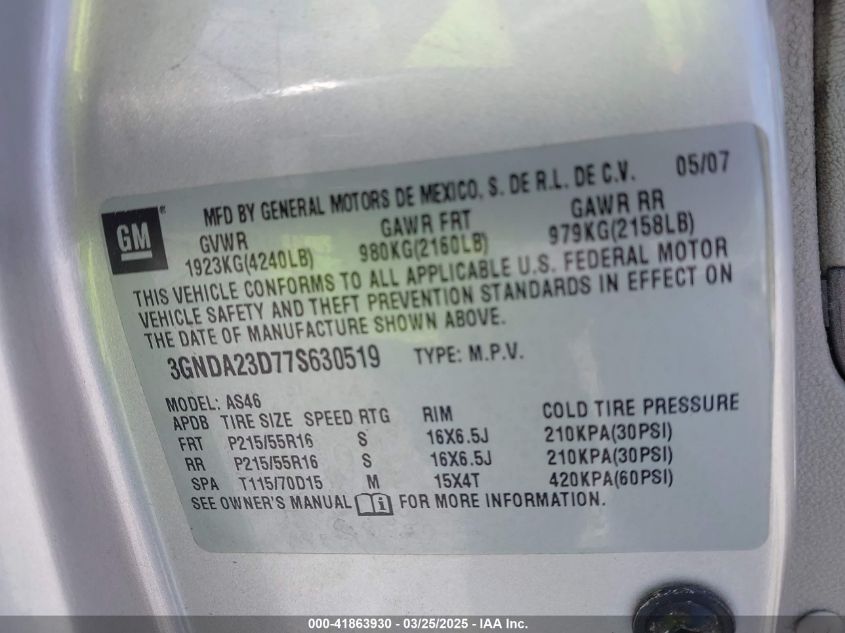 GM
®
MFD BY GENERAL MOTORS DE MEXICO, S. DE R.L. DE C.V. 05/07
GVWR GAWR FRT GAWR RR
1923KG(4240LB) 980KG(2160LB) 979KG(2158LB)
THIS VEHICLE CONFORMS TO ALL APPLICABLE U.S. FEDERAL MOTOR
VEHICLE SAFETY AND THEFT PREVENTION STANDARDS IN EFFECT ON
THE DATE OF MANUFACTURE SHOWN ABOVE.
3GNDA23D77S630519 TYPE: M.P.V.
MODEL: AS46
APDB TIRE SIZE SPEED RTG RIM COLD TIRE PRESSURE
FRT P215/55R16 S 16X6.5J 210KPA(30PSI)
RR P215/55R16 S 16X6.5J 210KPA(30PSI)
SPA T115/70D15 M 15X4T 420KPA(60PSI)
SEE OWNER'S MANUAL i FOR MORE INFORMATION.
000-41863930 - 03/25/2025 - IAA Inc.